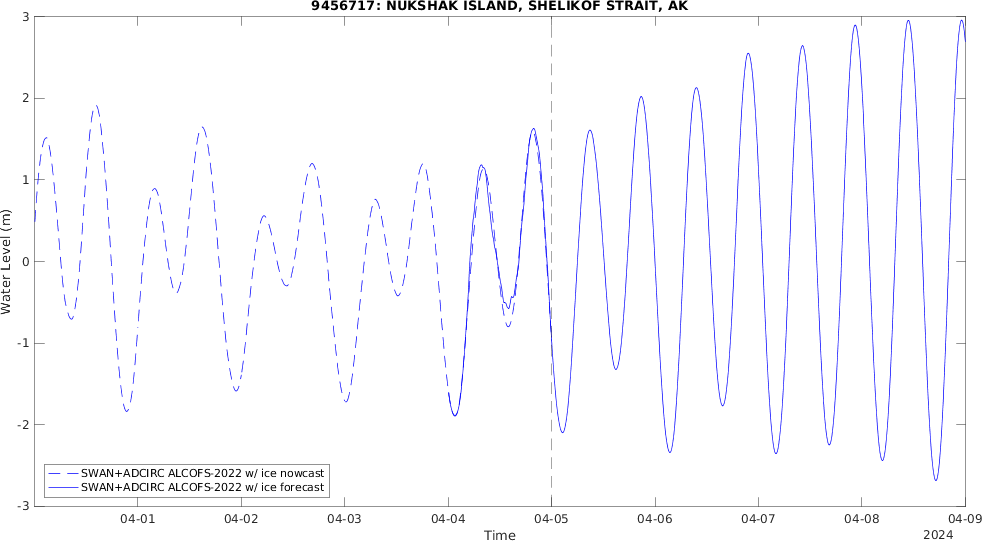 9456717: NUKSHAK ISLAND, SHELIKOF STRAIT, AK
3
2
1
0
-1
-2
-3
Water Level (m)
SWAN+ADCIRC ALCOFS-2022 w/ ice nowcast
SWAN+ADCIRC ALCOFS-2022 w/ ice forecast
04-01 04-02 04-03 04-04 04-05 04-06 04-07 04-08 04-09
Time
2024